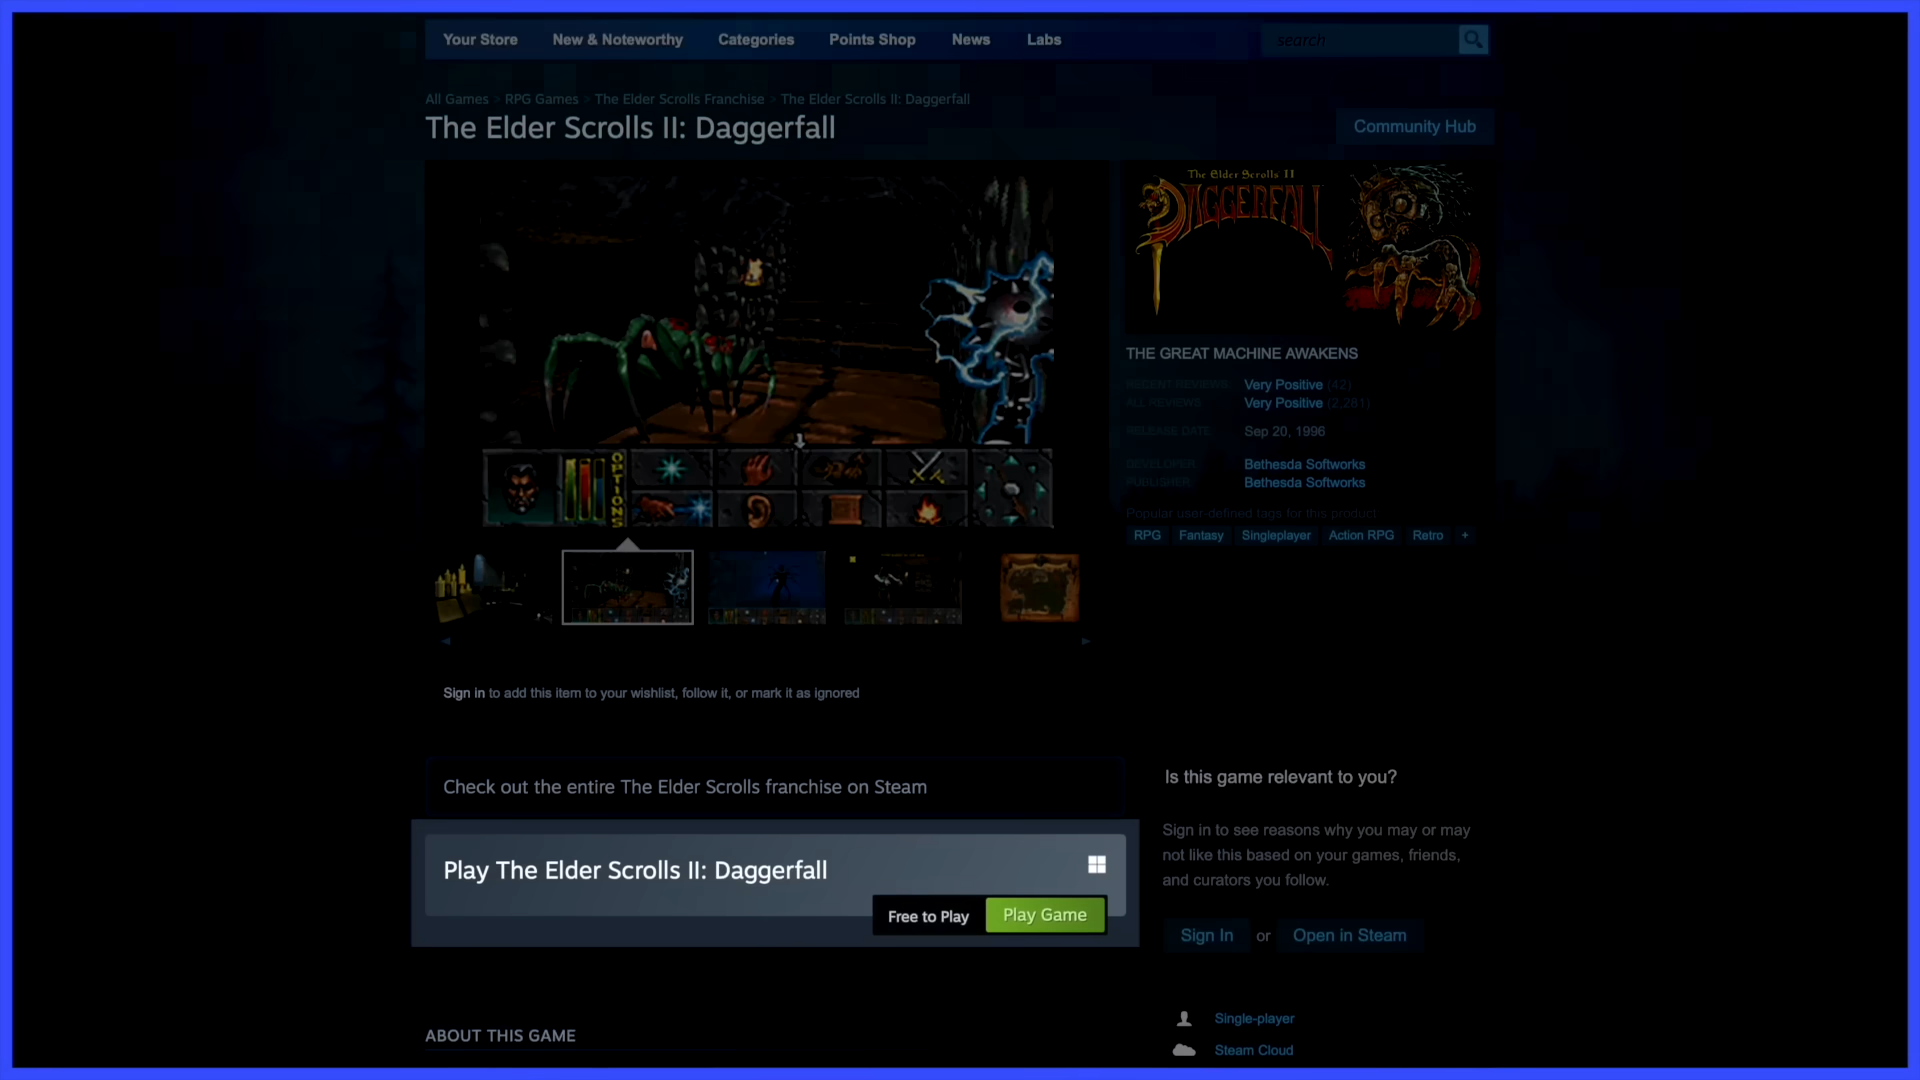 Your Store New & Noteworthy Categories Points Shop News Labs search
All Games > RPG Games > The Elder Scrolls Franchise > The Elder Scrolls II: Daggerfall
The Elder Scrolls II: Daggerfall
Community Hub
The Elder Scrolls II
DAGGERFALL
OPTIONS
THE GREAT MACHINE AWAKENS
RECENT REVIEWS: Very Positive (42)
ALL REVIEWS: Very Positive (2,281)
RELEASE DATE: Sep 20, 1996
DEVELOPER: Bethesda Softworks
PUBLISHER: Bethesda Softworks
Popular user-defined tags for this product:
RPG Fantasy Singleplayer Action RPG Retro +
Sign in to add this item to your wishlist, follow it, or mark it as ignored
Check out the entire The Elder Scrolls franchise on Steam
Play The Elder Scrolls II: Daggerfall
Free to Play Play Game
Is this game relevant to you?
Sign in to see reasons why you may or may
not like this based on your games, friends,
and curators you follow.
Sign In or Open in Steam
ABOUT THIS GAME
Single-player
Steam Cloud